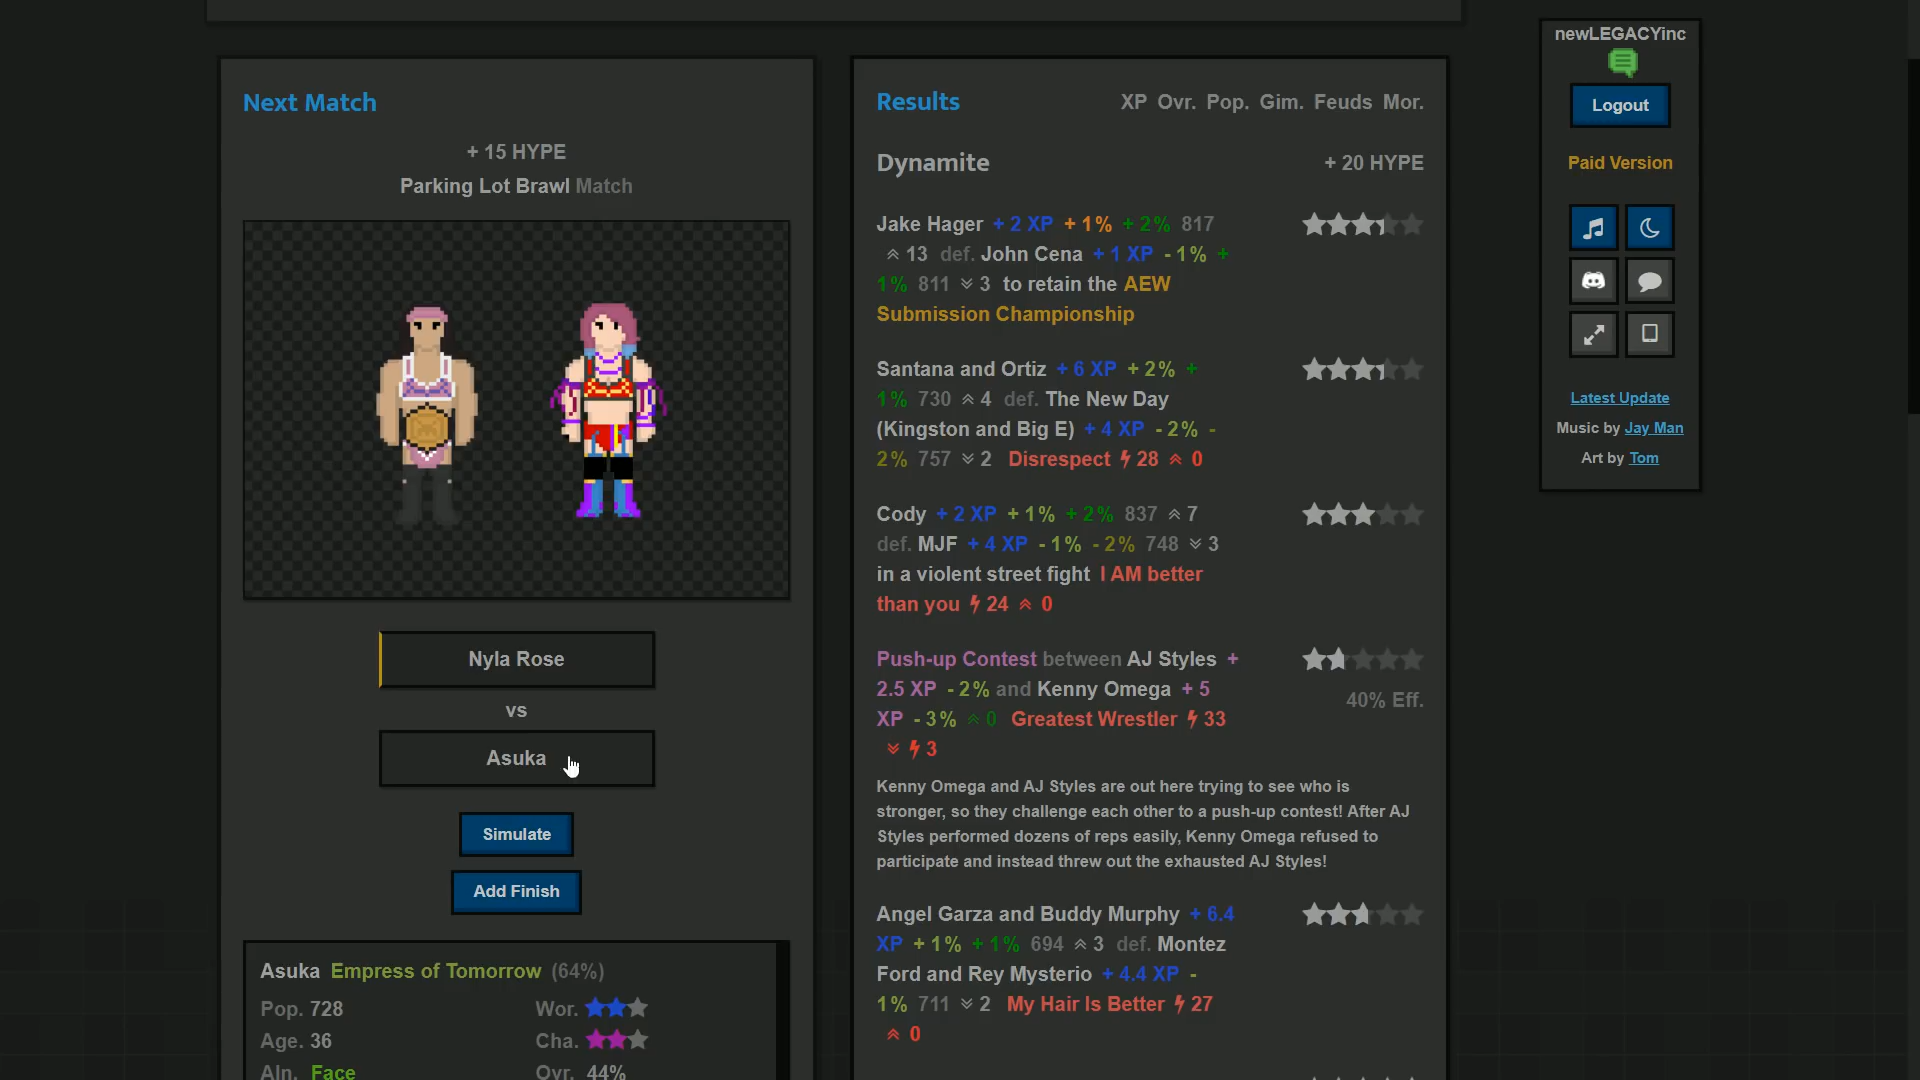 Next Match
+ 15 HYPE
Parking Lot Brawl Match
Nyla Rose
vs
Asuka
Simulate
Add Finish
Asuka Empress of Tomorrow (64%)
Pop. 728 Wor.
Age. 36 Cha.
Aln. Face Ovr. 44%
Results XP Ovr. Pop. Gim. Feuds Mor.
Dynamite + 20 HYPE
Jake Hager + 2 XP + 1% + 2% 817
13 def. John Cena + 1 XP - 1% +
1% 811 3 to retain the AEW
Submission Championship
Santana and Ortiz + 6 XP + 2% +
1% 730 4 def. The New Day
(Kingston and Big E) + 4 XP - 2% -
2% 757 2 Disrespect 28 0
Cody + 2 XP + 1% + 2% 837 7
def. MJF + 4 XP - 1% - 2% 748 3
in a violent street fight I AM better
than you 24 0
Push-up Contest between AJ Styles +
2.5 XP - 2% and Kenny Omega + 5
XP - 3% 0 Greatest Wrestler 33
3
40% Eff.
Kenny Omega and AJ Styles are out here trying to see who is
stronger, so they challenge each other to a push-up contest! After AJ
Styles performed dozens of reps easily, Kenny Omega refused to
participate and instead threw out the exhausted AJ Styles!
Angel Garza and Buddy Murphy + 6.4
XP + 1% + 1% 694 3 def. Montez
Ford and Rey Mysterio + 4.4 XP -
1% 711 2 My Hair Is Better 27
0
newLEGACYinc
Logout
Paid Version
Latest Update
Music by Jay Man
Art by Tom